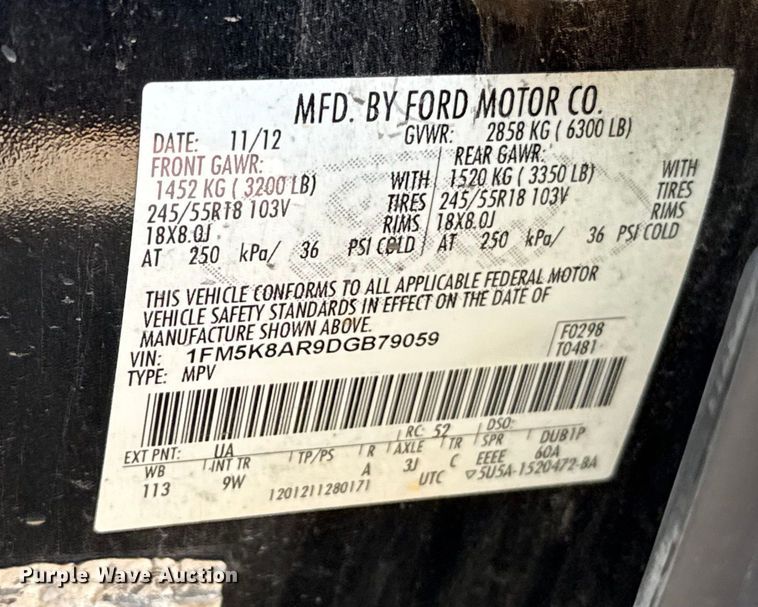 MFD. BY FORD MOTOR CO.
DATE: 11/12 GVWR: 2858 KG ( 6300 LB)
FRONT GAWR: REAR GAWR:
1452 KG ( 3200 LB) WITH 1520 KG ( 3350 LB) WITH
245/55R18 103V TIRES 245/55R18 103V TIRES
18X8.0J RIMS 18X8.0J RIMS
AT 250 kPa/ 36 PSI COLD AT 250 kPa/ 36 PSI COLD
THIS VEHICLE CONFORMS TO ALL APPLICABLE FEDERAL MOTOR
VEHICLE SAFETY STANDARDS IN EFFECT ON THE DATE OF
MANUFACTURE SHOWN ABOVE.
VIN: 1FM5K8AR9DGB79059 F0298
TYPE: MPV T0481
EXT PNT: UA RC: 52 DSO:
WB INT TR TP/PS R AXLE TR SPR DUB1P
113 9W A 3J C EEEE 60A
1201211280171 UTC 5U5A-1520472-BA
Purple Wave Auction